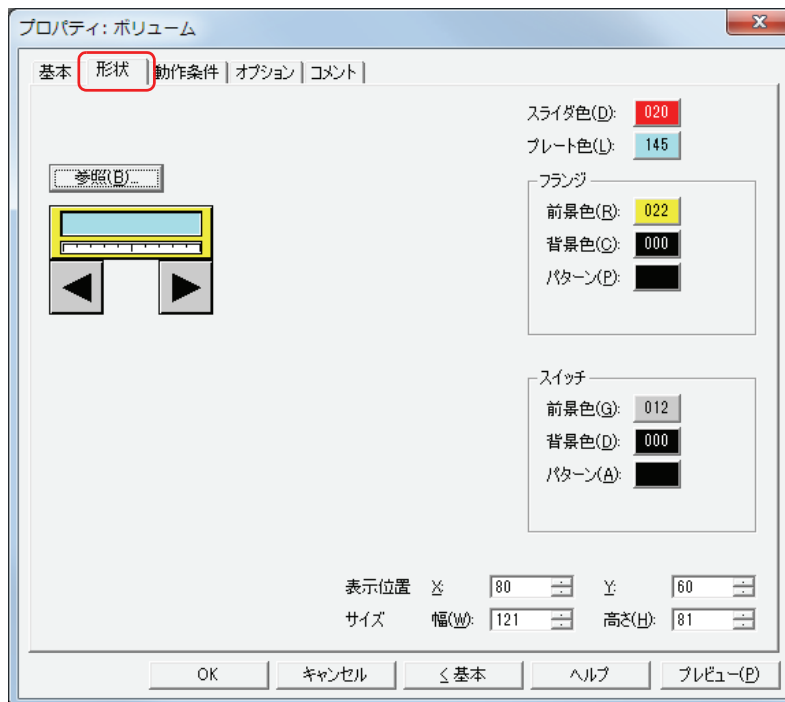 プロパティ: ボリューム
基本 形状 動作条件 オプション コメント
スライダ色(D): 020
プレート色(L): 145
参照(B)...
フランジ
前景色(R): 022
背景色(C): 000
パターン(P):
スイッチ
前景色(G): 012
背景色(D): 000
パターン(A):
表示位置 X: 80 Y: 60
サイズ 幅(W): 121 高さ(H): 81
OK キャンセル < 基本 ヘルプ プレビュー(P)